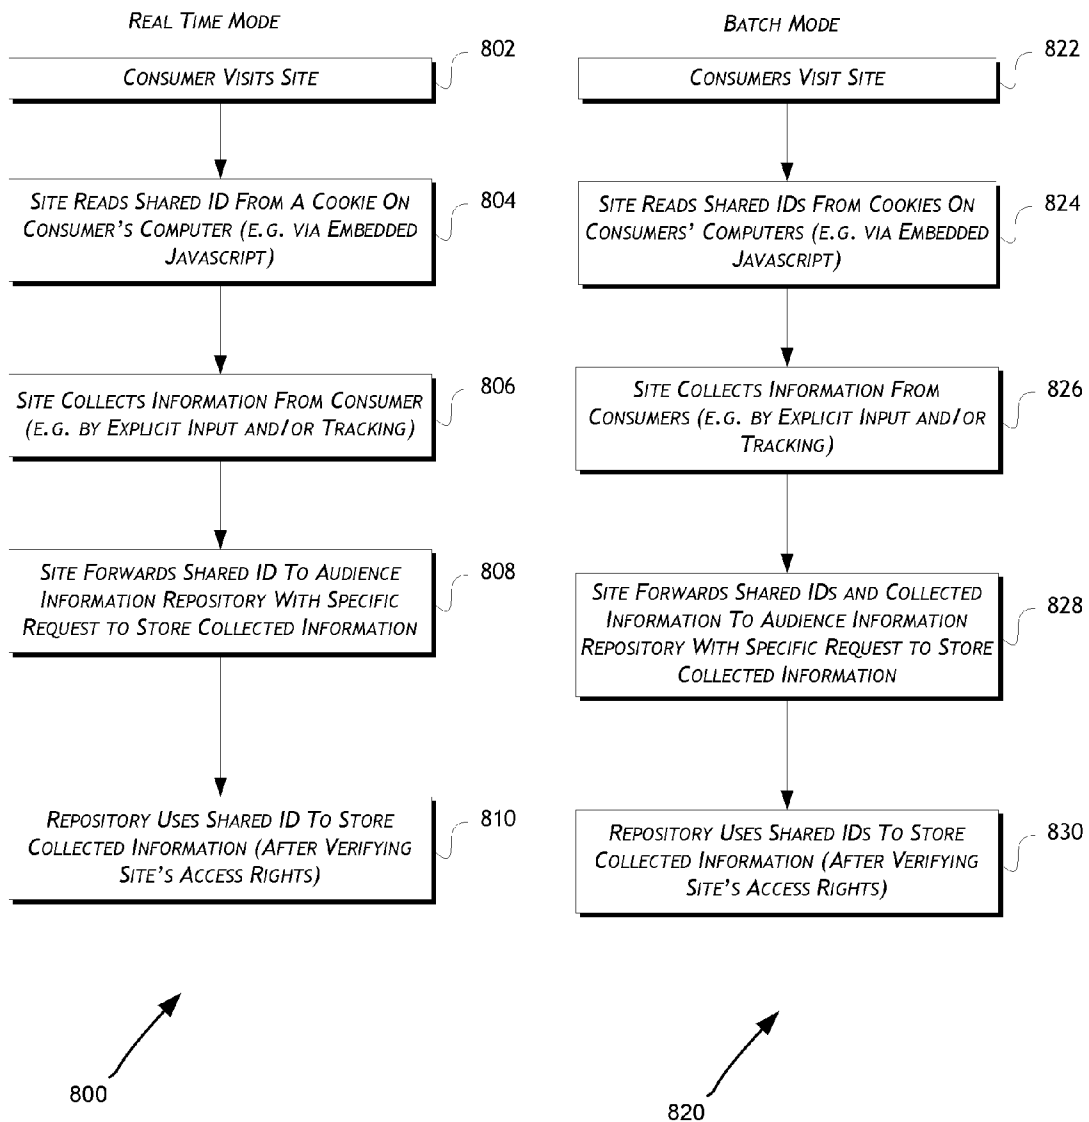 REAL TIME MODE
802
CONSUMER VISITS SITE
804
SITE READS SHARED ID FROM A COOKIE ON
CONSUMER'S COMPUTER (E.G. VIA EMBEDDED
JAVASCRIPT)
806
SITE COLLECTS INFORMATION FROM CONSUMER
(E.G. BY EXPLICIT INPUT AND/OR TRACKING)
808
SITE FORWARDS SHARED ID TO AUDIENCE
INFORMATION REPOSITORY WITH SPECIFIC
REQUEST TO STORE COLLECTED INFORMATION
810
REPOSITORY USES SHARED ID TO STORE
COLLECTED INFORMATION (AFTER VERIFYING
SITE'S ACCESS RIGHTS)
800
BATCH MODE
822
CONSUMERS VISIT SITE
824
SITE READS SHARED IDS FROM COOKIES ON
CONSUMERS' COMPUTERS (E.G. VIA EMBEDDED
JAVASCRIPT)
826
SITE COLLECTS INFORMATION FROM
CONSUMERS (E.G. BY EXPLICIT INPUT AND/OR
TRACKING)
828
SITE FORWARDS SHARED IDS AND COLLECTED
INFORMATION TO AUDIENCE INFORMATION
REPOSITORY WITH SPECIFIC REQUEST TO STORE
COLLECTED INFORMATION
830
REPOSITORY USES SHARED IDS TO STORE
COLLECTED INFORMATION (AFTER VERIFYING
SITE'S ACCESS RIGHTS)
820